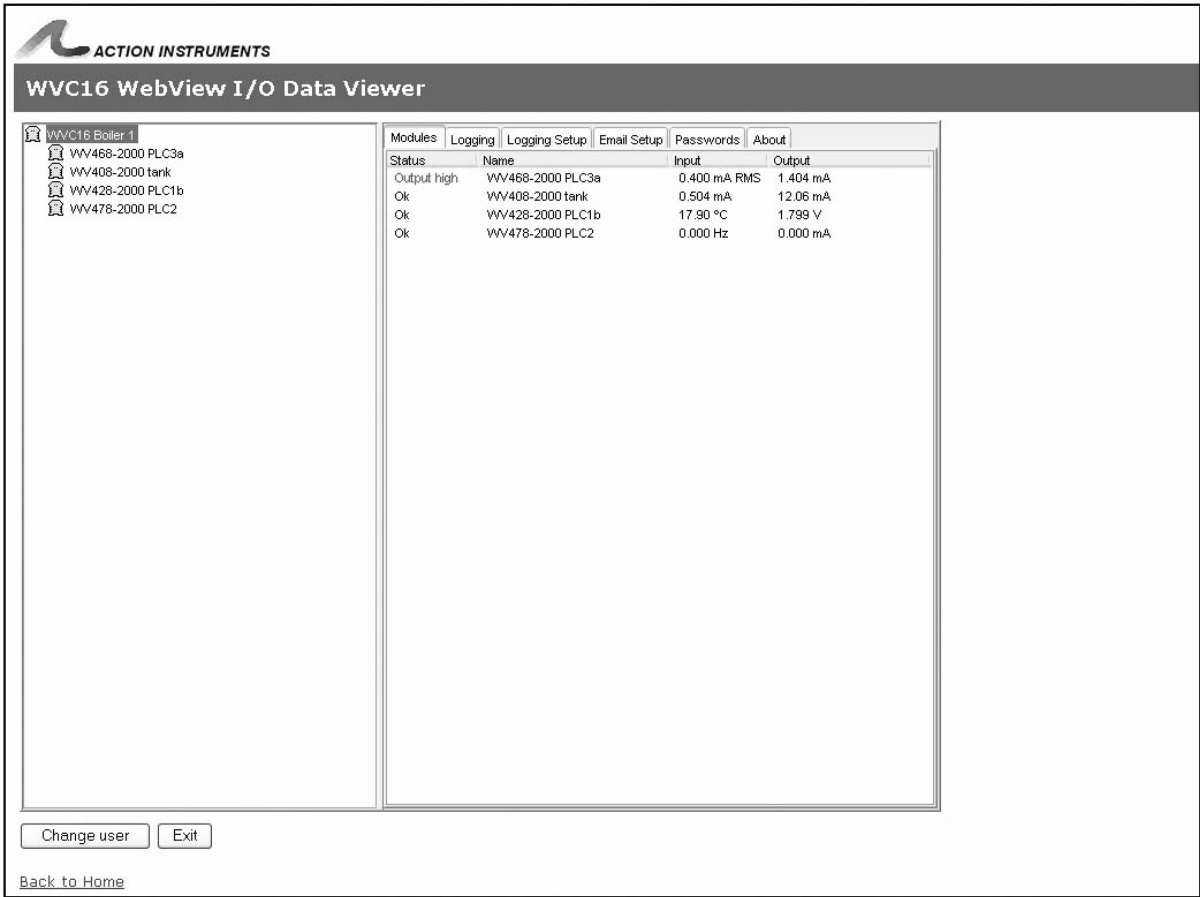 ACTION INSTRUMENTS
WVC16 WebView I/O Data Viewer
WVC16 Boiler 1
WV468-2000 PLC3a
WV408-2000 tank
WV428-2000 PLC1b
WV478-2000 PLC2
Modules Logging Logging Setup Email Setup Passwords About
Status Name Input Output
Output high WV468-2000 PLC3a 0.400 mA RMS 1.404 mA
Ok WV408-2000 tank 0.504 mA 12.06 mA
Ok WV428-2000 PLC1b 17.90 °C 1.799 V
Ok WV478-2000 PLC2 0.000 Hz 0.000 mA
Change user Exit
Back to Home